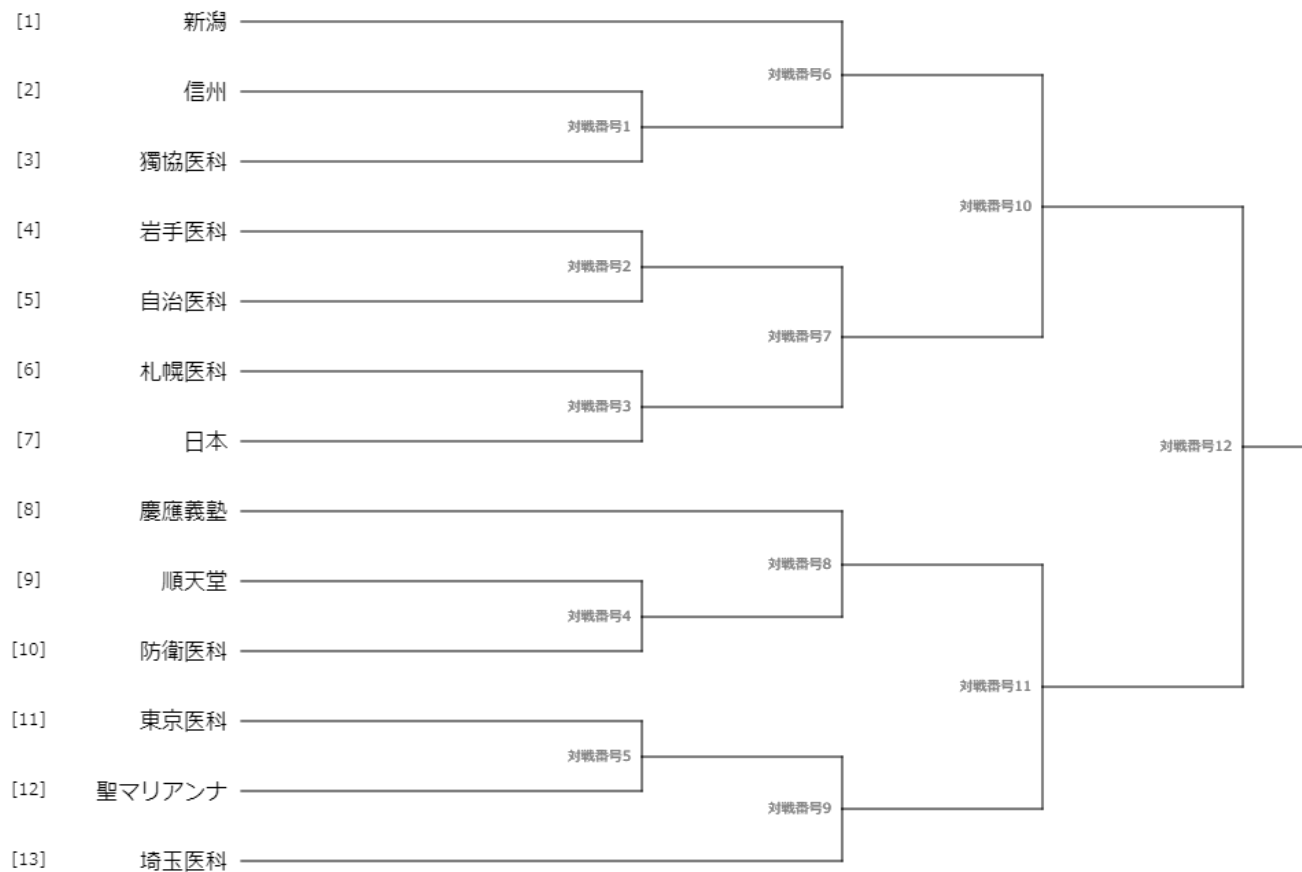 [1] 新潟
対戦番号6
[2] 信州
対戦番号1
[3] 獨協医科
対戦番号10
[4] 岩手医科
対戦番号2
[5] 自治医科
対戦番号7
[6] 札幌医科
対戦番号3
[7] 日本
対戦番号12
[8] 慶應義塾
対戦番号8
[9] 順天堂
対戦番号4
[10] 防衛医科
対戦番号11
[11] 東京医科
対戦番号5
[12] 聖マリアンナ
対戦番号9
[13] 埼玉医科